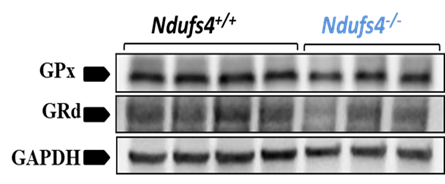 Ndufs4+/+ Ndufs4-/-
GPx
GRd
GAPDH